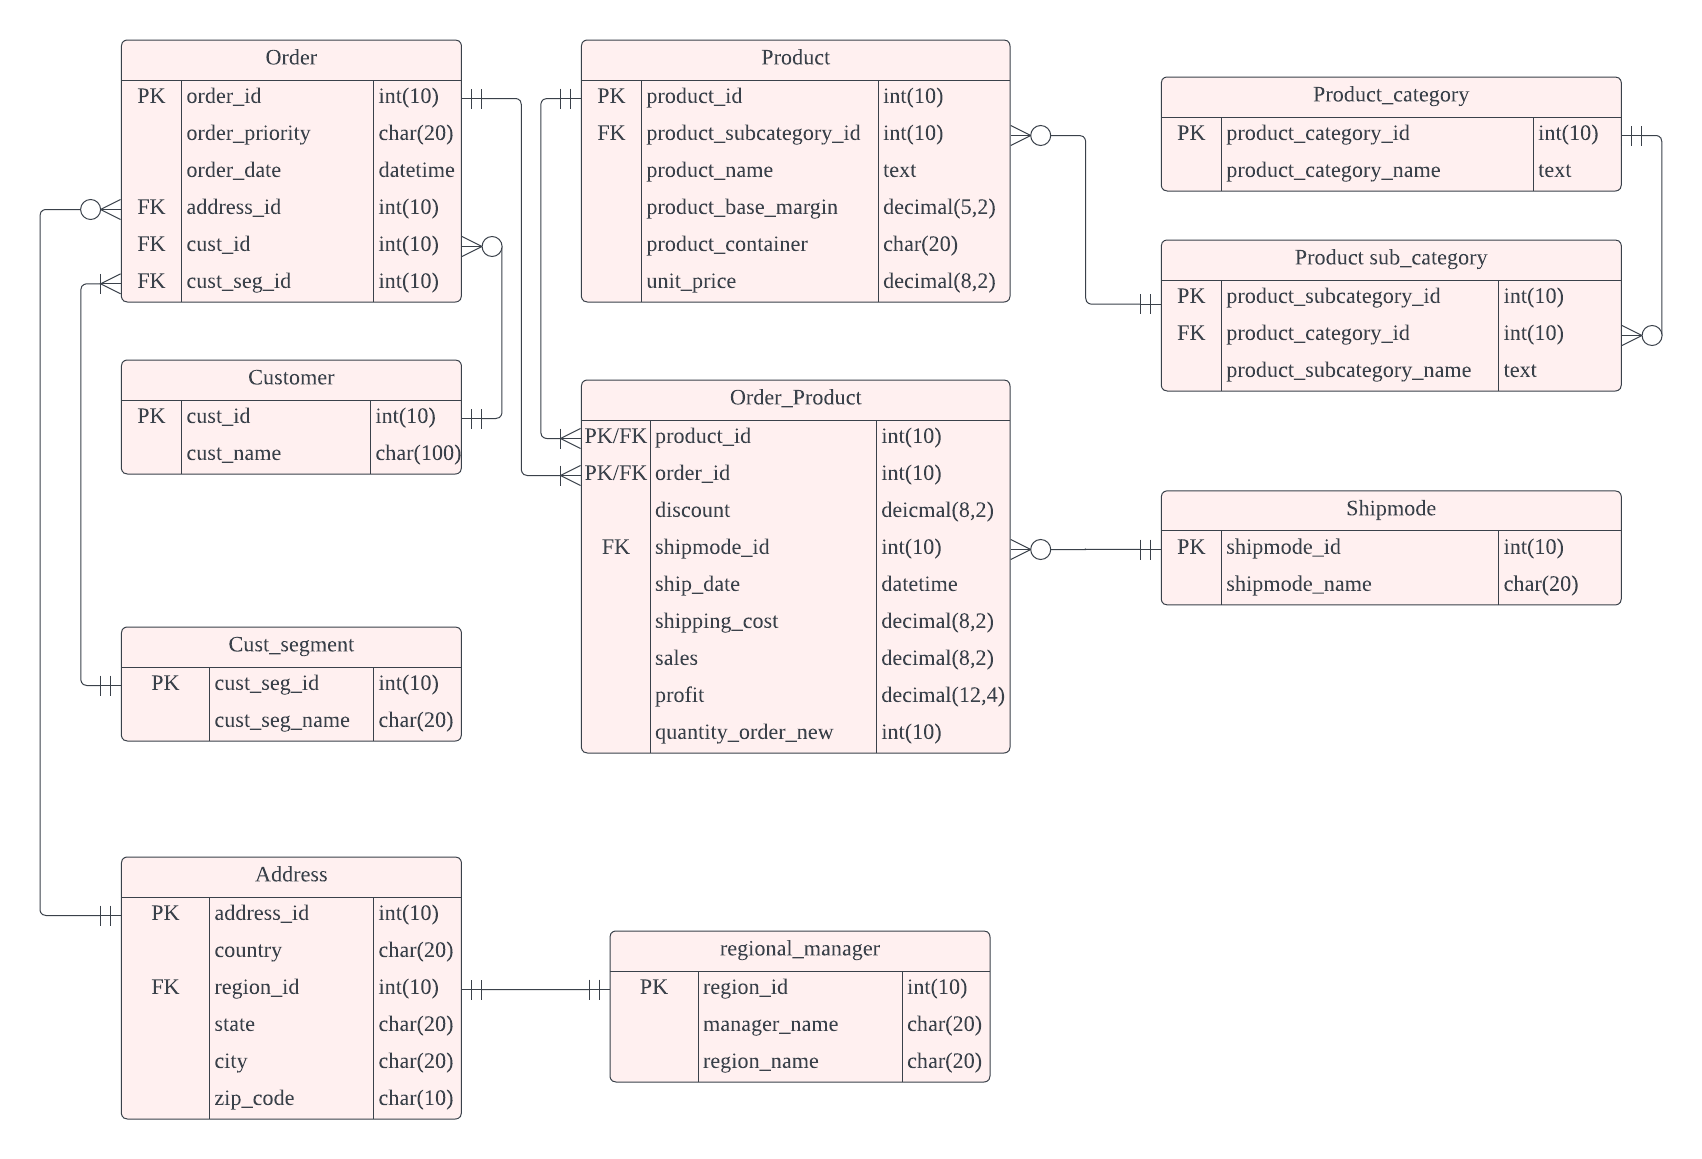 Order
PK order_id int(10)
order_priority char(20)
order_date datetime
FK address_id int(10)
FK cust_id int(10)
FK cust_seg_id int(10)
Product
PK product_id int(10)
FK product_subcategory_id int(10)
product_name text
product_base_margin decimal(5,2)
product_container char(20)
unit_price decimal(8,2)
Product_category
PK product_category_id int(10)
product_category_name text
Product sub_category
PK product_subcategory_id int(10)
FK product_category_id int(10)
product_subcategory_name text
Customer
PK cust_id int(10)
cust_name char(100)
Order_Product
PK/FK product_id int(10)
PK/FK order_id int(10)
discount deicmal(8,2)
FK shipmode_id int(10)
ship_date datetime
shipping_cost decimal(8,2)
sales decimal(8,2)
profit decimal(12,4)
quantity_order_new int(10)
Shipmode
PK shipmode_id int(10)
shipmode_name char(20)
Cust_segment
PK cust_seg_id int(10)
cust_seg_name char(20)
Address
PK address_id int(10)
country char(20)
FK region_id int(10)
state char(20)
city char(20)
zip_code char(10)
regional_manager
PK region_id int(10)
manager_name char(20)
region_name char(20)